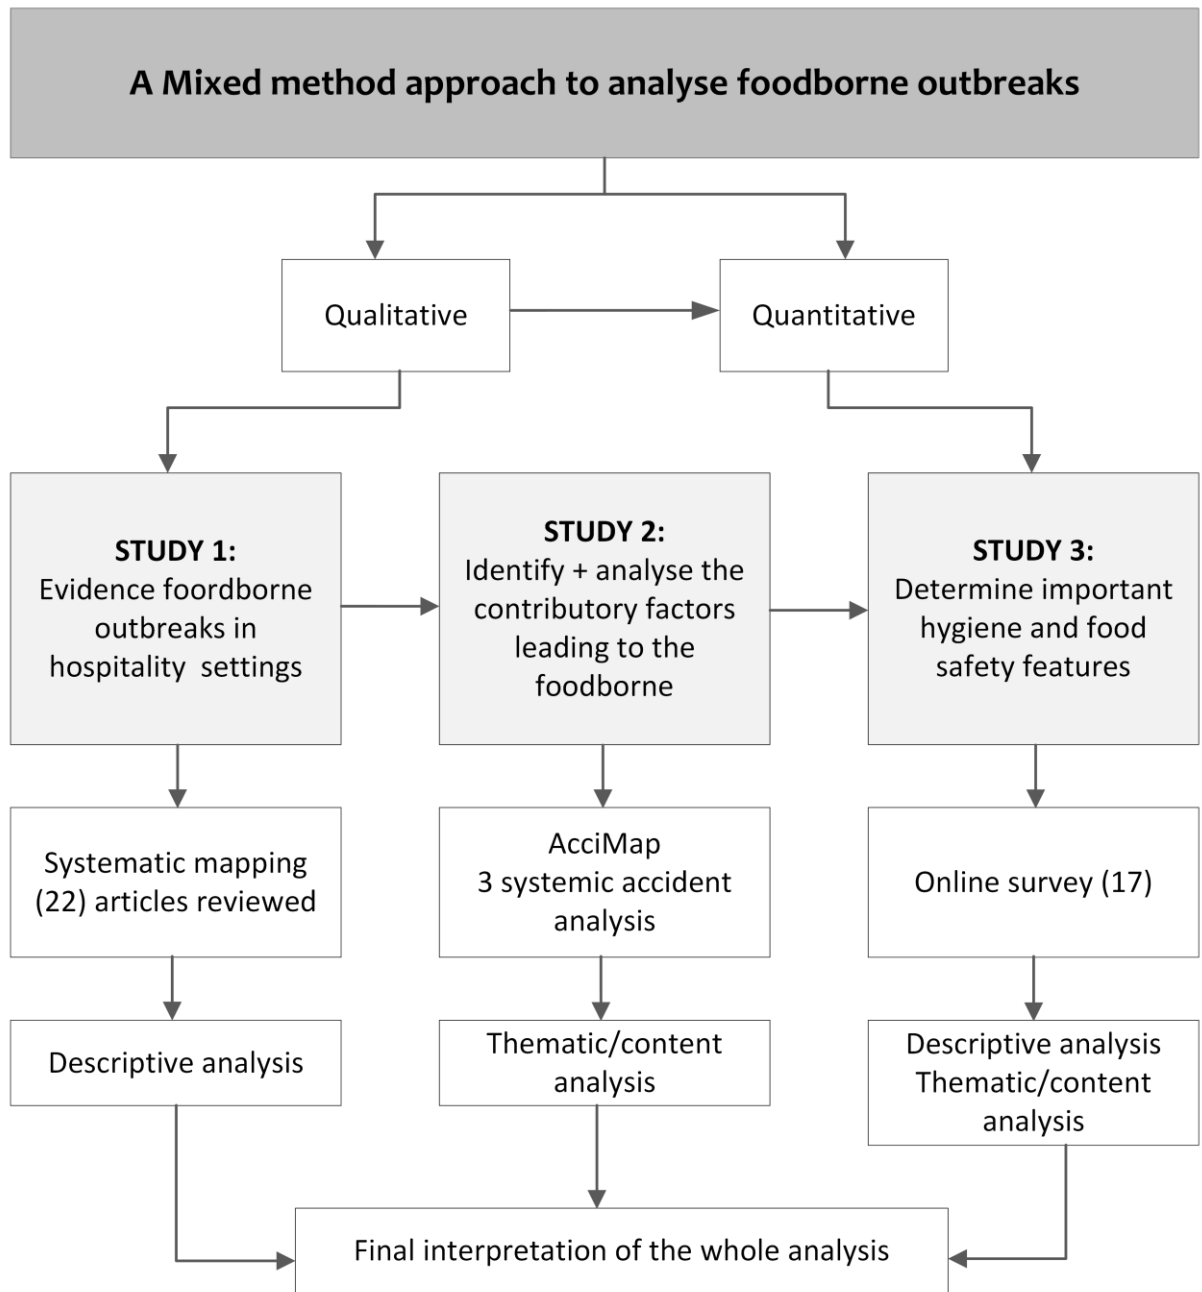 A Mixed method approach to analyse foodborne outbreaks
Qualitative
Quantitative
STUDY 1:
Evidence foordborne
outbreaks in
hospitality settings
STUDY 2:
Identify + analyse the
contributory factors
leading to the
foodborne
STUDY 3:
Determine important
hygiene and food
safety features
Systematic mapping
(22) articles reviewed
AcciMap
3 systemic accident
analysis
Online survey (17)
Descriptive analysis
Thematic/content
analysis
Descriptive analysis
Thematic/content
analysis
Final interpretation of the whole analysis